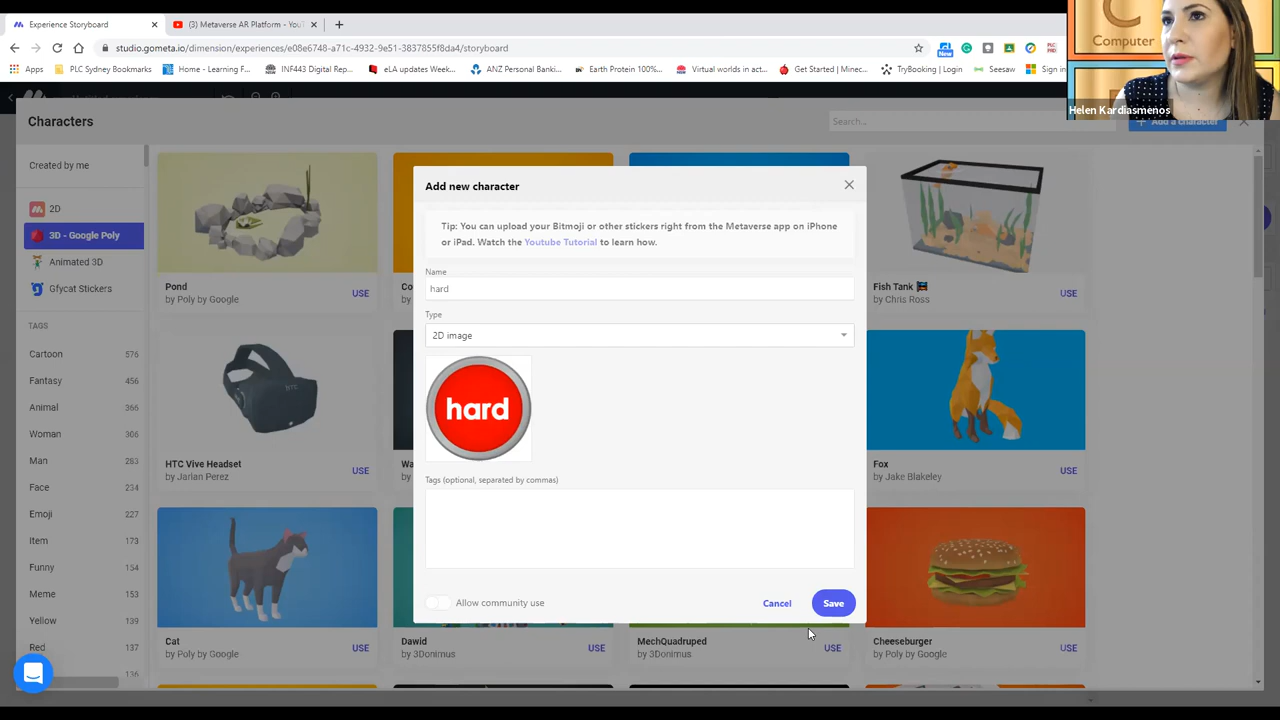 Experience Storyboard
(3) Metaverse AR Platform - You
studio.gometa.io/dimension/experiences/e08e6748-a71c-4932-9e51-3837855f8da4/storyboard
Apps PLC Sydney Bookmarks Home - Learning F... INF443 Digital Rep... eLA updates Week... ANZ Personal Banki... Earth Protein 100%... Virtual worlds in act... Get Started | Minec... TryBooking | Login Seesaw Sign in
New
PLC
C
Computer
Helen Kardiasmenos
Characters
Search...
+ Add a character
Created by me
2D
3D - Google Poly
Animated 3D
Gfycat Stickers
TAGS
Cartoon 576
Fantasy 456
Animal 366
Woman 334
Man 283
Face 234
Emoji 227
Item 173
Funny 154
Meme 143
Yellow 139
Red 137
136
Pond
by Poly by Google
USE
Fish Tank
by Chris Ross
USE
HTC Vive Headset
by Jarlan Perez
USE
Fox
by Jake Blakeley
USE
Cat
by Poly by Google
USE
Dawid
by 3Donimus
USE
MechQuadruped
by 3Donimus
USE
Cheeseburger
by Poly by Google
USE
Add new character
Tip: You can upload your Bitmoji or other stickers right from the Metaverse app on iPhone
or iPad. Watch the Youtube Tutorial to learn how.
Name
hard
Type
2D image
hard
Tags (optional, separated by commas)
Allow community use
Cancel
Save